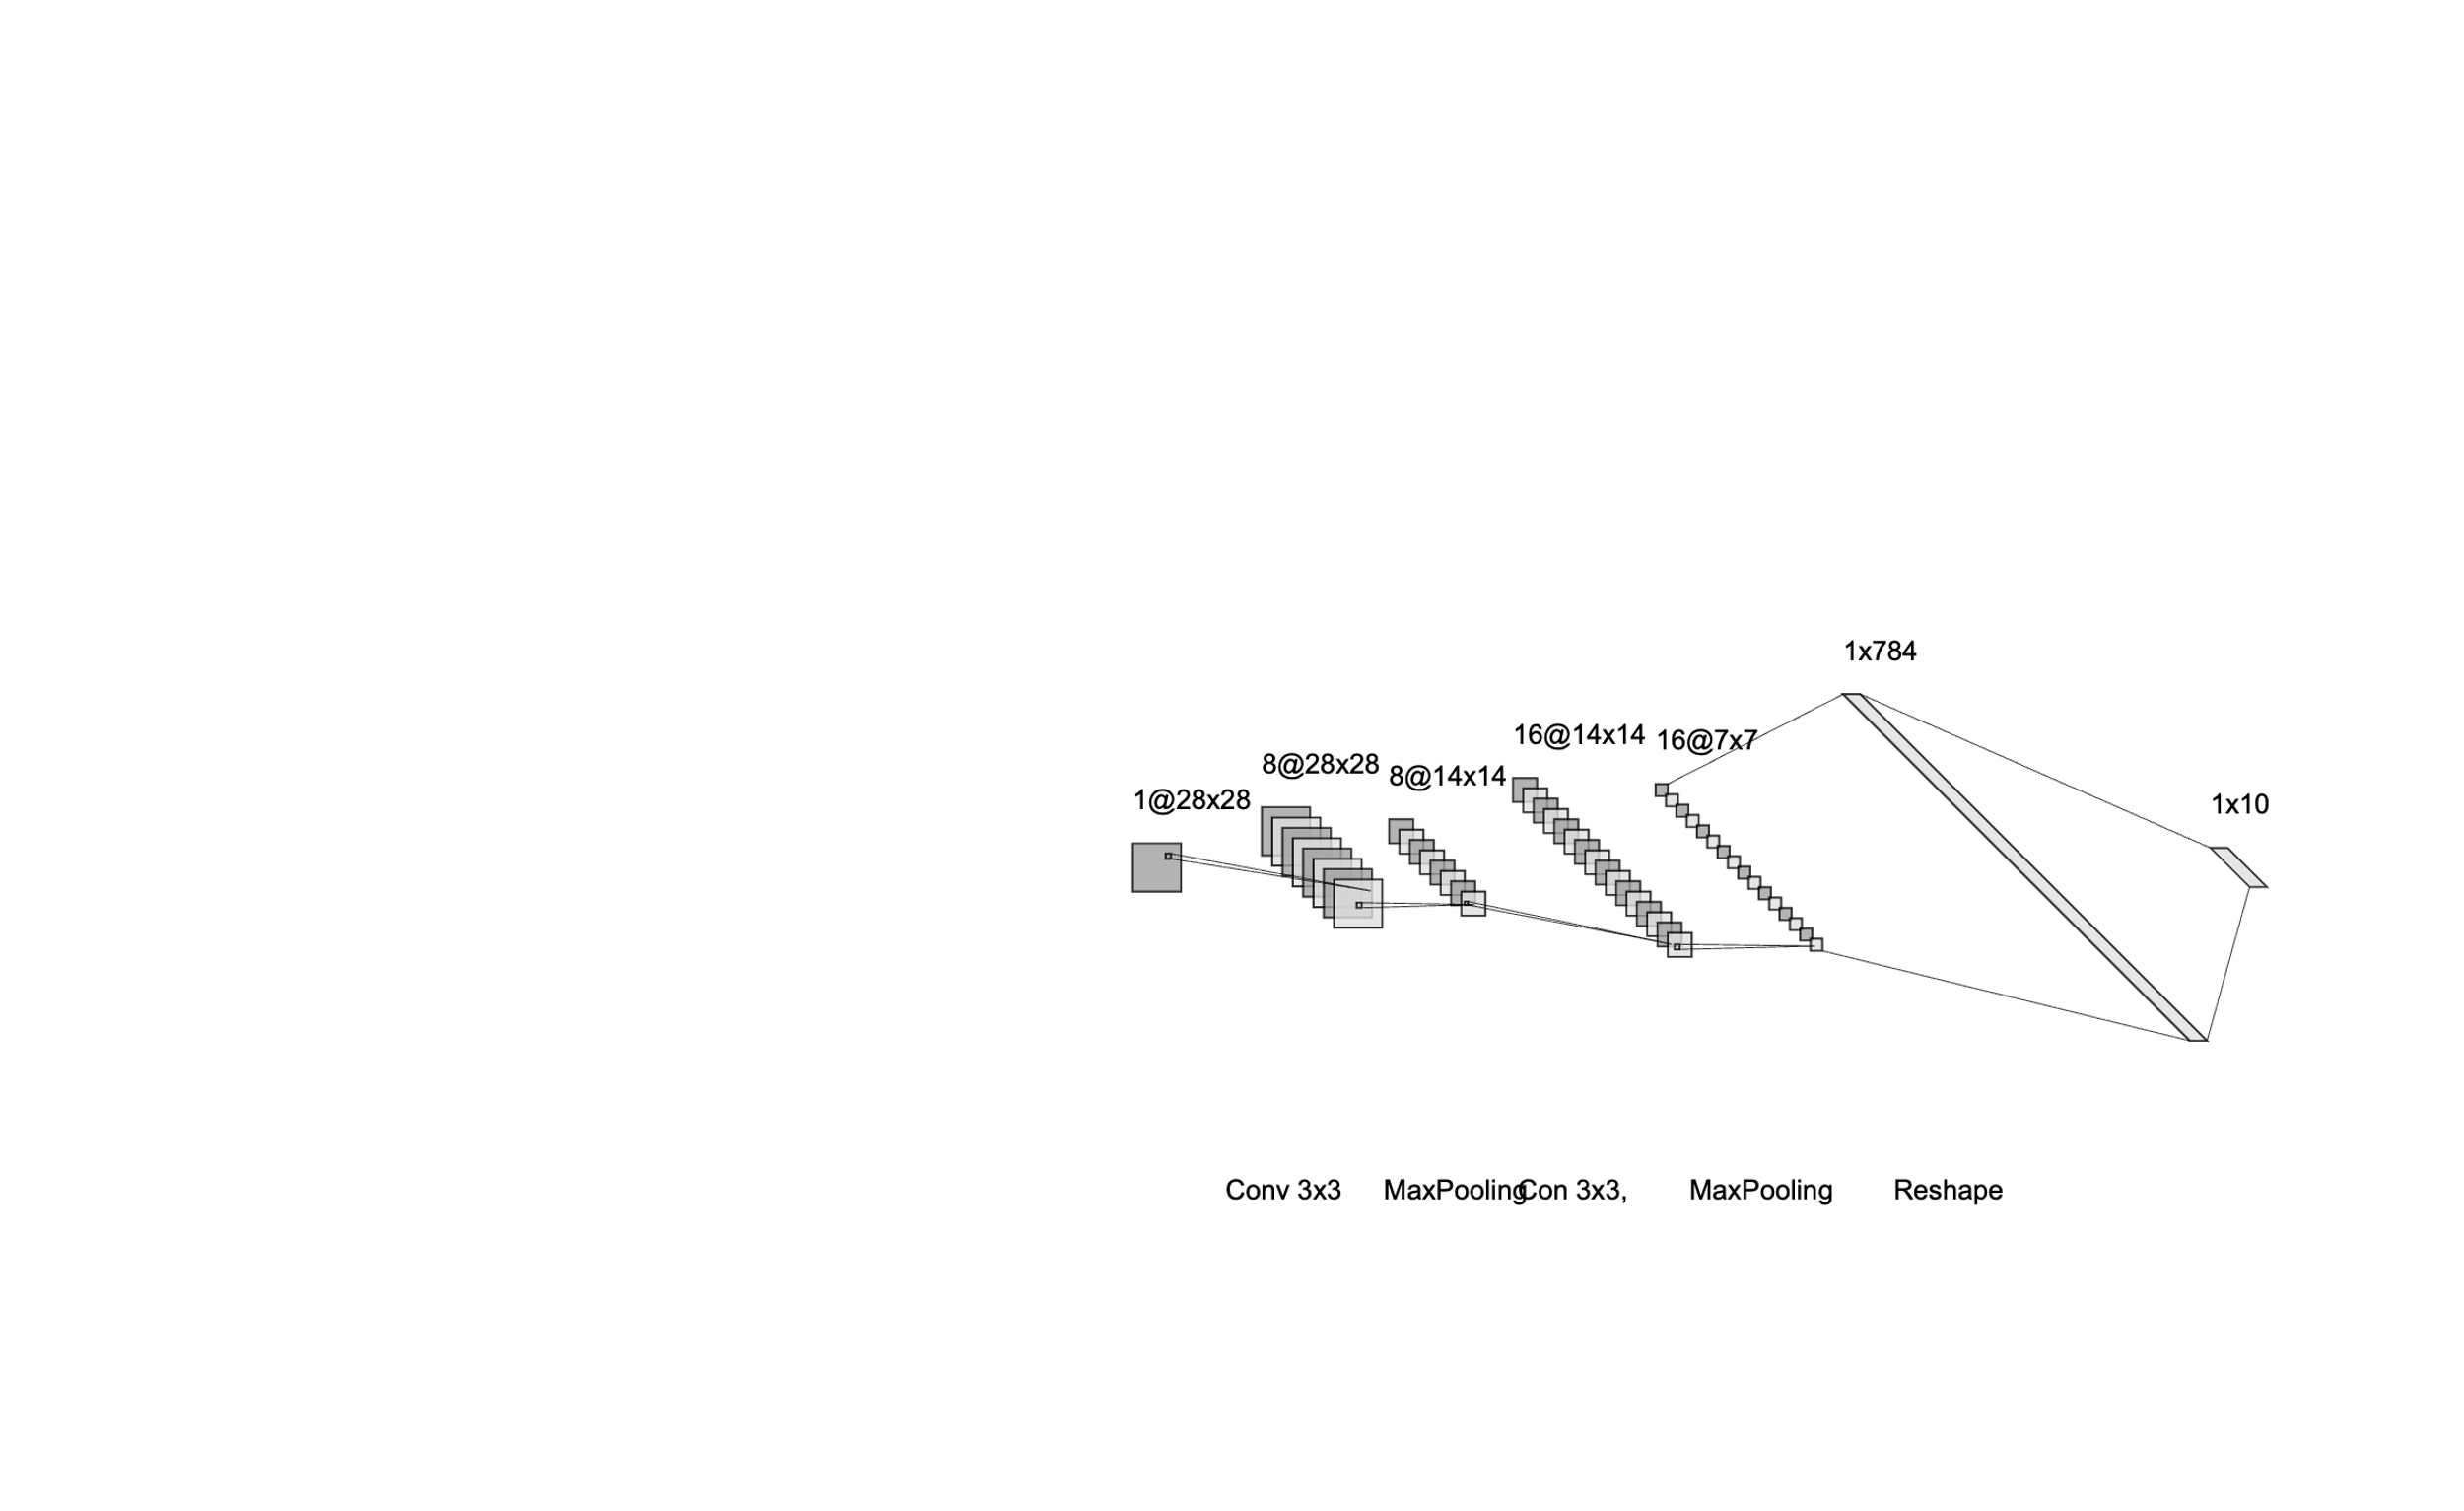 1x784
16@14x14
16@7x7
8@28x28
8@14x14
1@28x28
1x10
Conv 3x3
MaxPooling
Con 3x3,
MaxPooling
Reshape